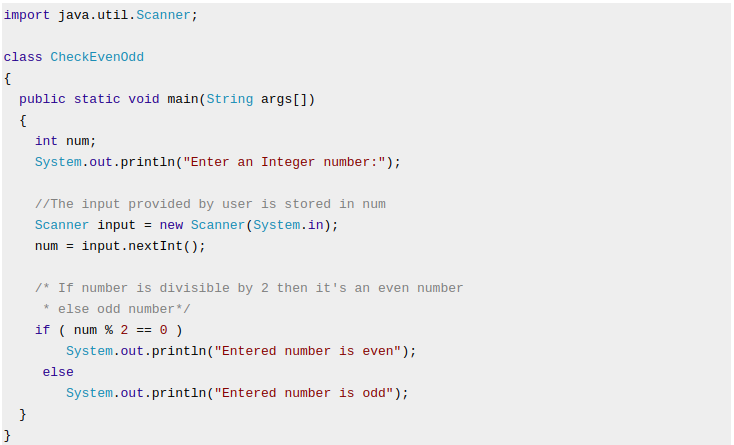 import java.util.Scanner;
class CheckEvenOdd
{
public static void main(String args[])
{
int num;
System.out.println("Enter an Integer number:");
//The input provided by user is stored in num
Scanner input = new Scanner(System.in);
num = input.nextInt();
/* If number is divisible by 2 then it's an even number
* else odd number*/
if ( num % 2 == 0 )
System.out.println("Entered number is even");
else
System.out.println("Entered number is odd");
}
}